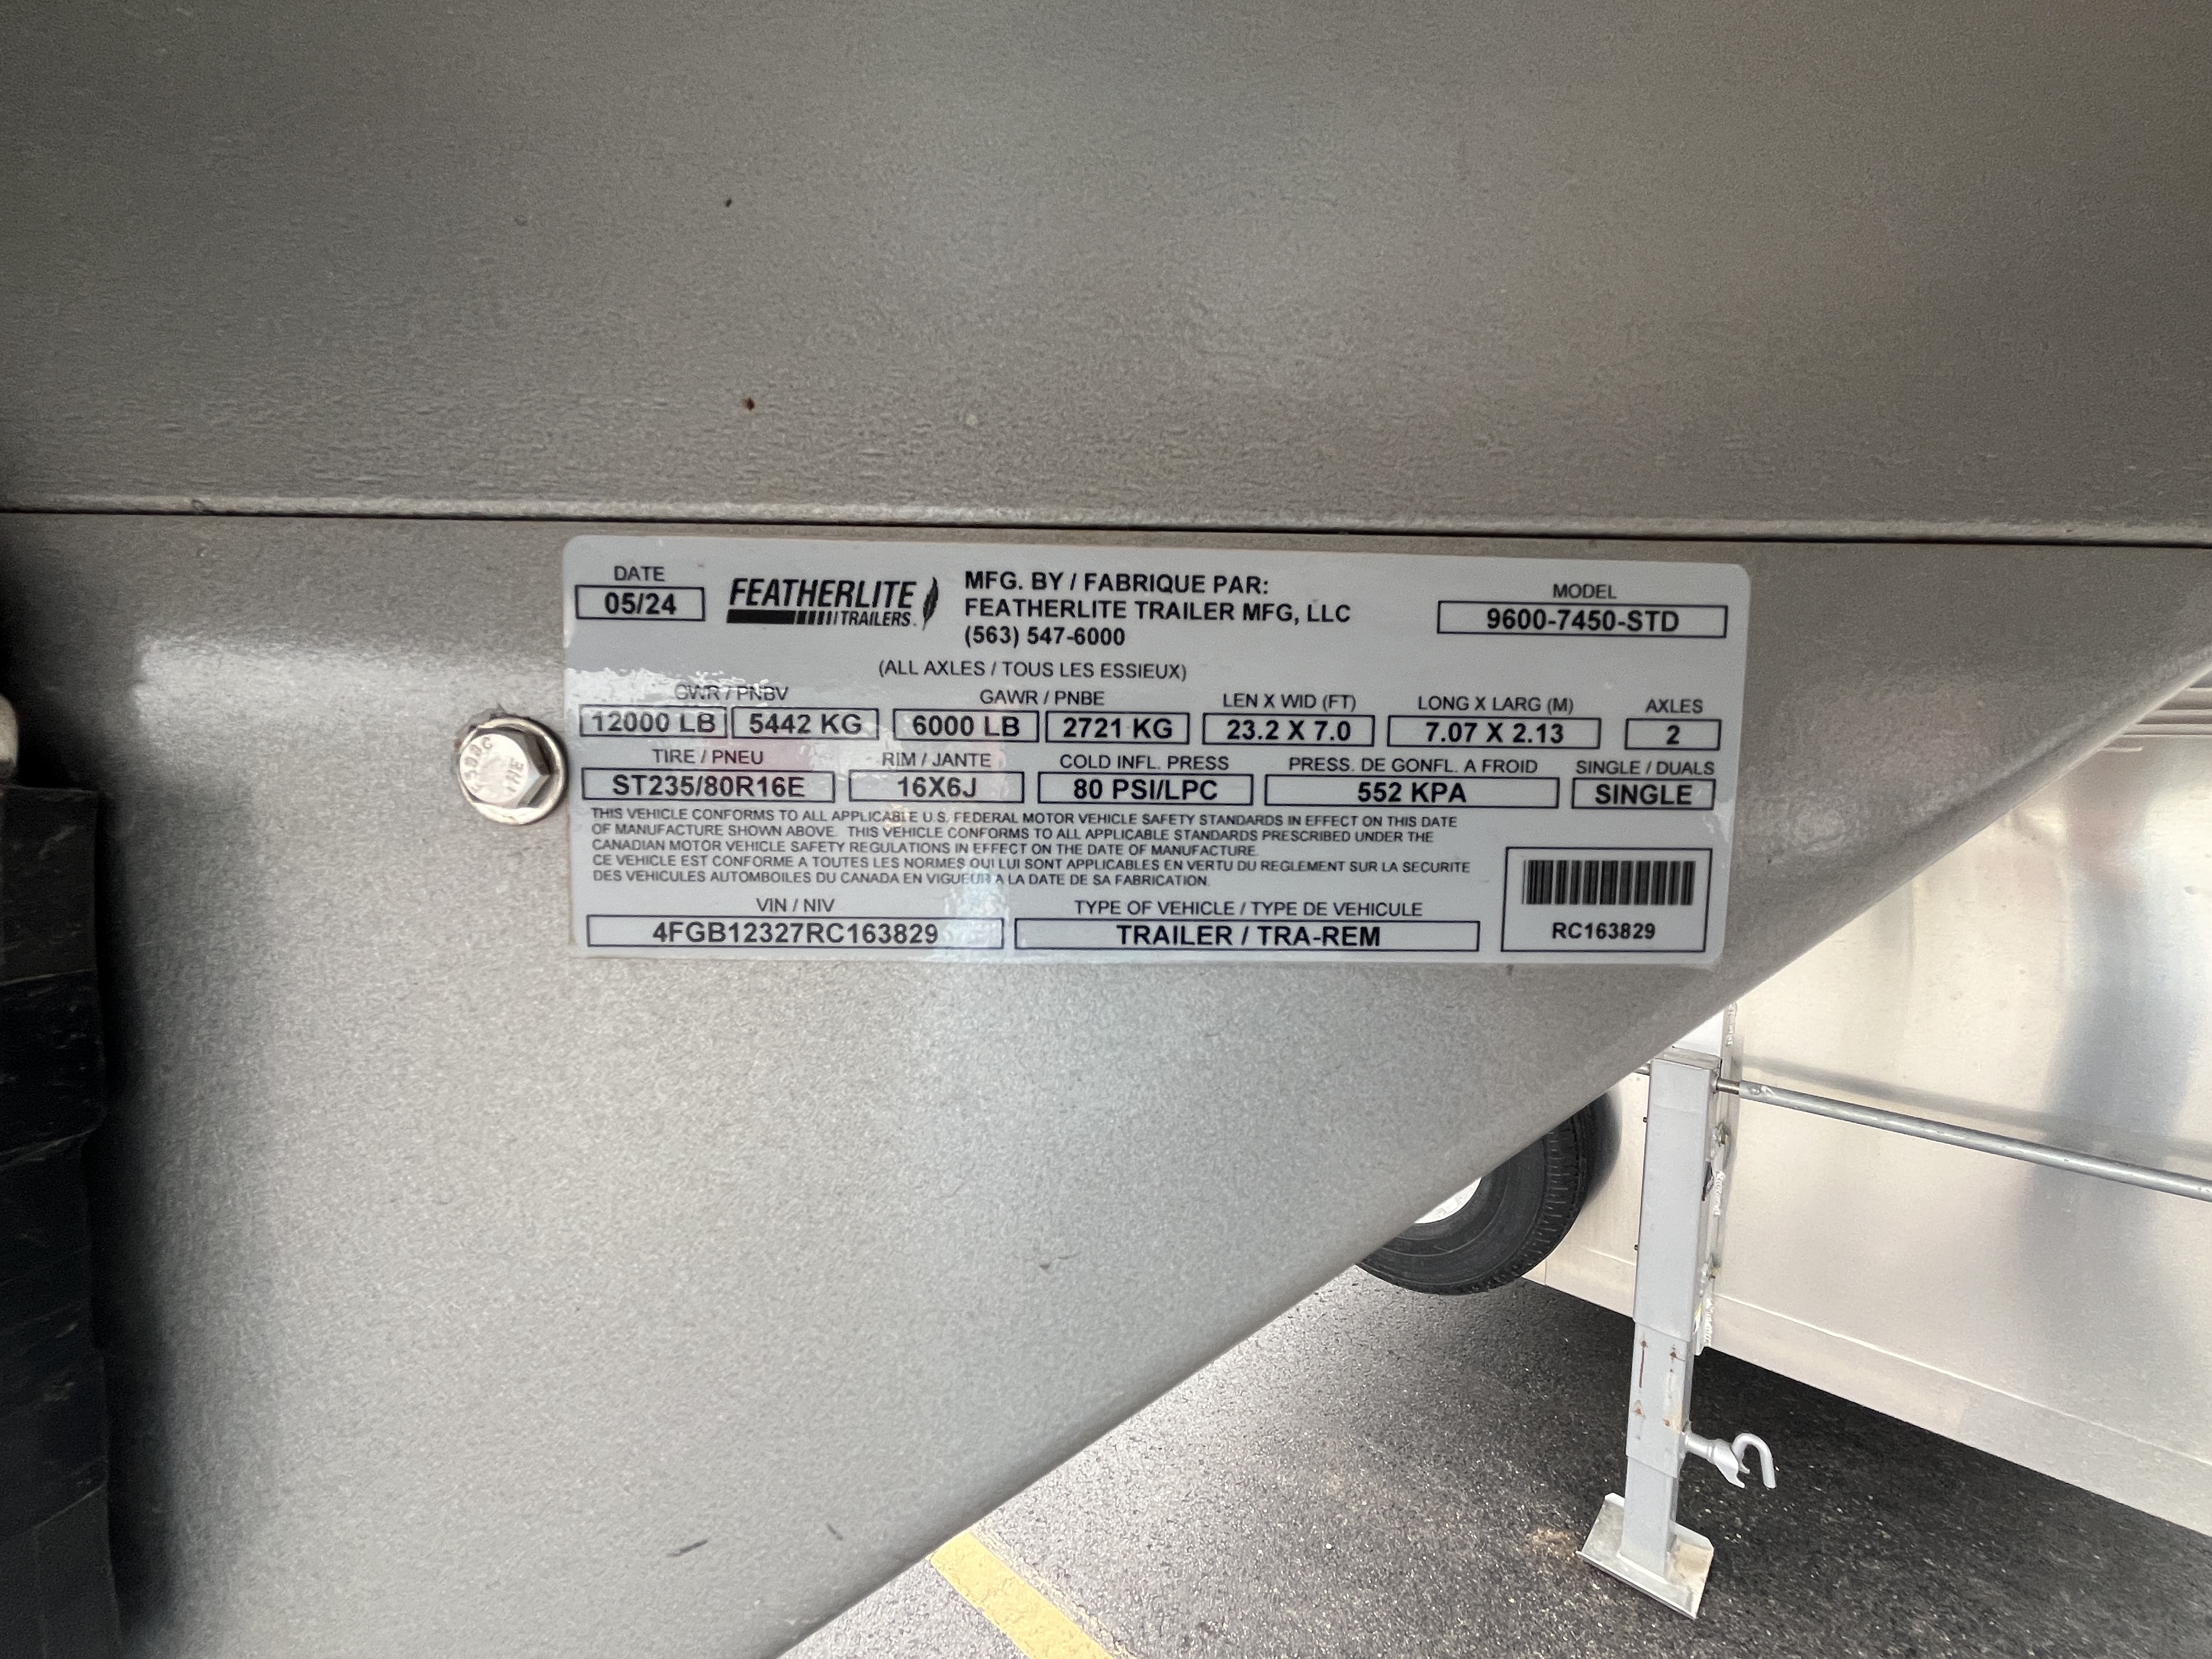 DATE
05/24
FEATHERLITE
TRAILERS
MFG. BY / FABRIQUE PAR:
FEATHERLITE TRAILER MFG, LLC
(563) 547-6000
MODEL
9600-7450-STD
(ALL AXLES / TOUS LES ESSIEUX)
GWR / PNBV
GAWR / PNBE
LEN X WID (FT)
LONG X LARG (M)
AXLES
12000 LB
5442 KG
6000 LB
2721 KG
23.2 X 7.0
7.07 X 2.13
2
TIRE / PNEU
RIM / JANTE
COLD INFL. PRESS
PRESS. DE GONFL. A FROID
SINGLE / DUALS
ST235/80R16E
16X6J
80 PSI/LPC
552 KPA
SINGLE
THIS VEHICLE CONFORMS TO ALL APPLICABLE U.S. FEDERAL MOTOR VEHICLE SAFETY STANDARDS IN EFFECT ON THIS DATE
OF MANUFACTURE SHOWN ABOVE. THIS VEHICLE CONFORMS TO ALL APPLICABLE STANDARDS PRESCRIBED UNDER THE
CANADIAN MOTOR VEHICLE SAFETY REGULATIONS IN EFFECT ON THE DATE OF MANUFACTURE.
CE VEHICLE EST CONFORME A TOUTES LES NORMES QUI LUI SONT APPLICABLES EN VERTU DU REGLEMENT SUR LA SECURITE
DES VEHICULES AUTOMBOILES DU CANADA EN VIGUEUR A LA DATE DE SA FABRICATION.
VIN / NIV
4FGB12327RC163829
TYPE OF VEHICLE / TYPE DE VEHICULE
TRAILER / TRA-REM
RC163829